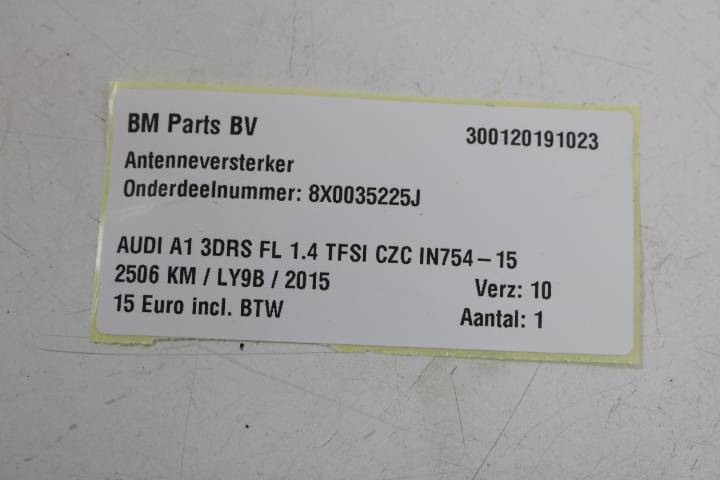 BM Parts BV 300120191023
Antenneversterker
Onderdeelnummer: 8X0035225J
AUDI A1 3DRS FL 1.4 TFSI CZC IN754-15
2506 KM / LY9B / 2015 Verz: 10
15 Euro incl. BTW Aantal: 1